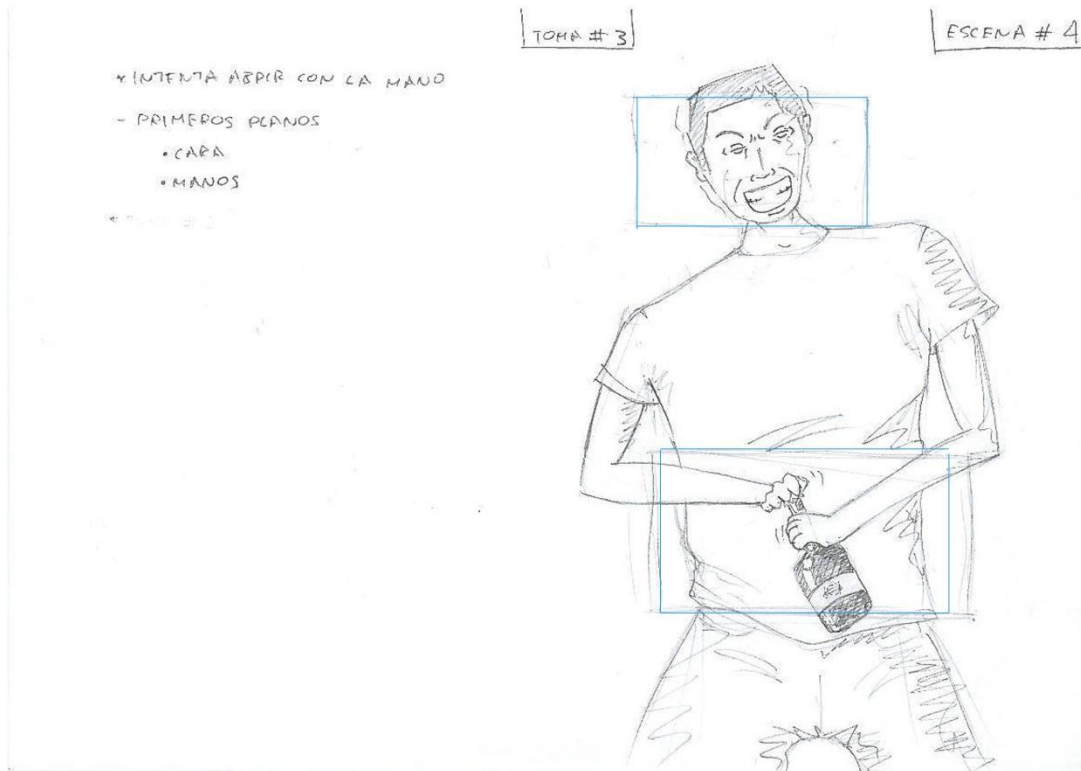 TOMA # 3
ESCENA # 4
* INTENTA ABRIR CON LA MANO
- PRIMEROS PLANOS
• CARA
• MANOS